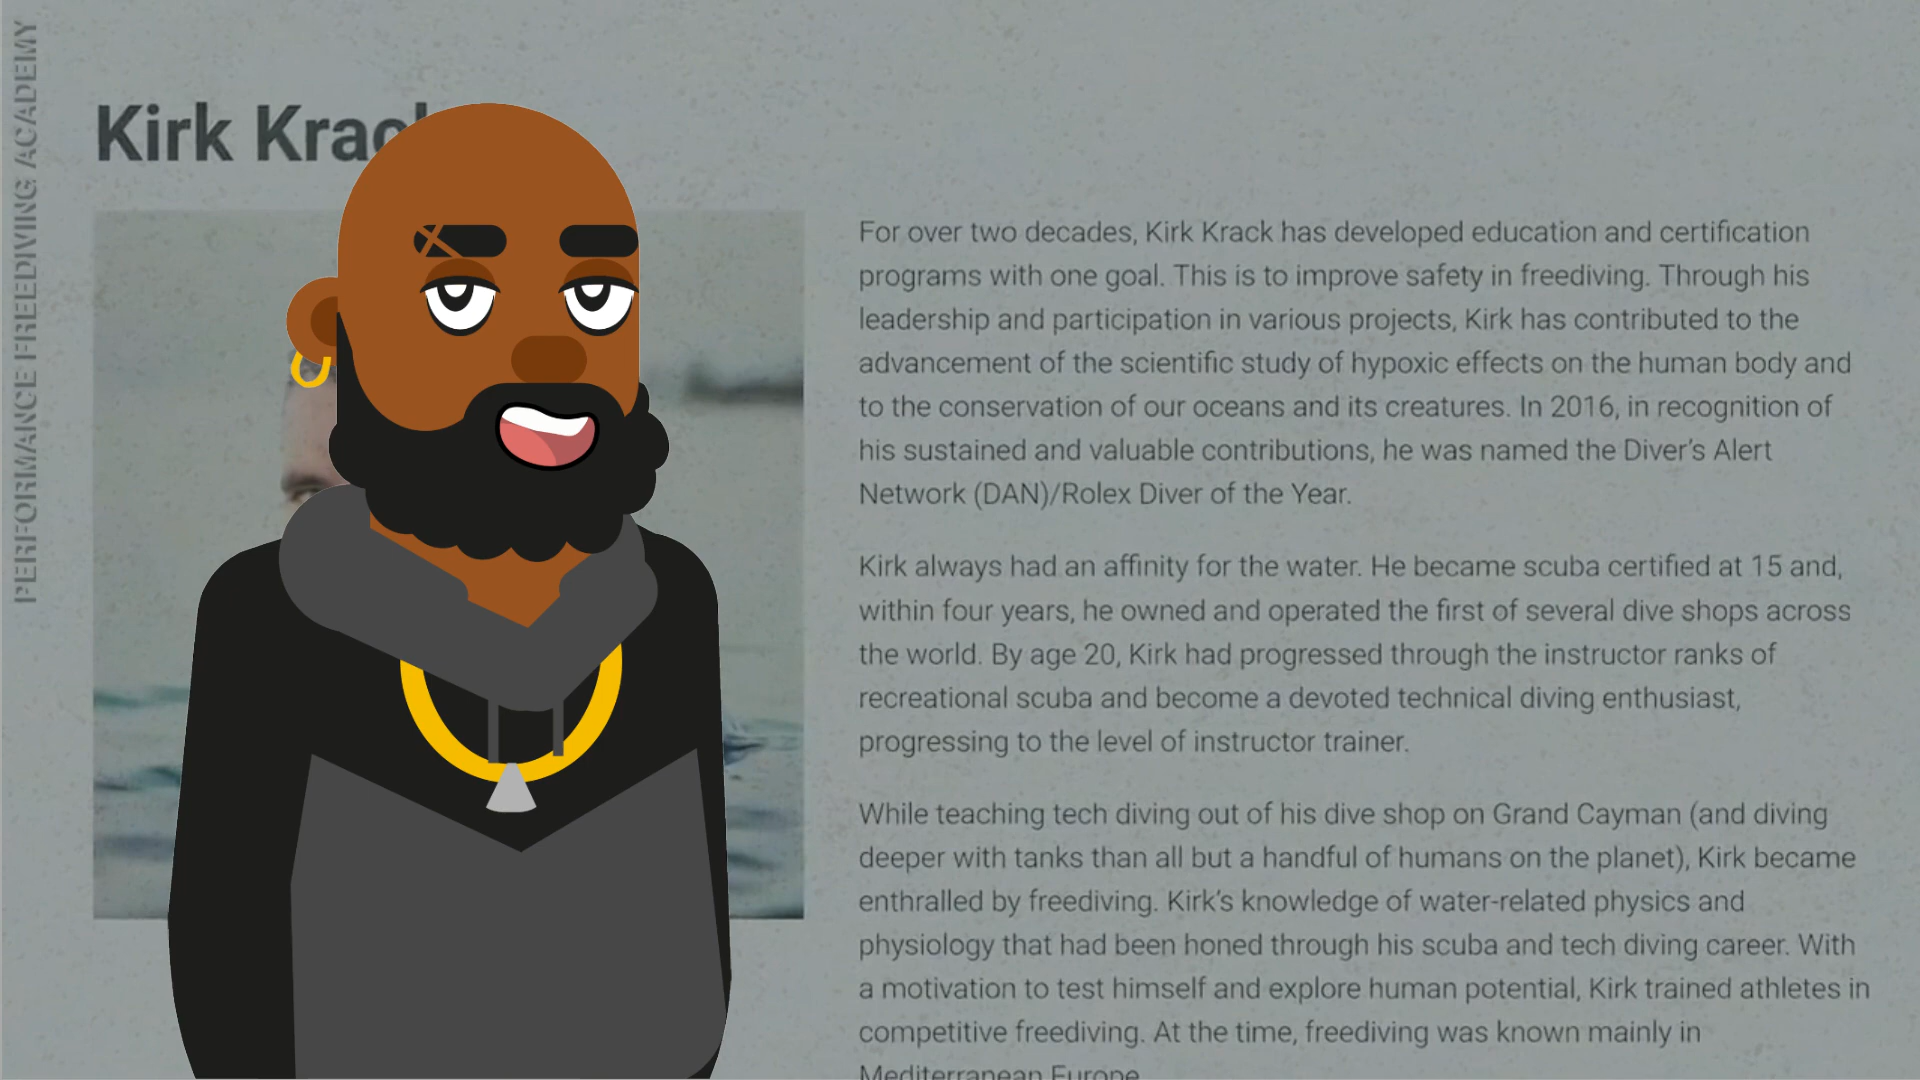 PERFORMANCE FREEDIVING ACADEMY
Kirk
For over two decades, Kirk Krack has developed education and certification
programs with one goal. This is to improve safety in freediving. Through his
leadership and participation in various projects, Kirk has contributed to the
advancement of the scientific study of hypoxic effects on the human body and
to the conservation of our oceans and its creatures. In 2016, in recognition of
his sustained and valuable contributions, he was named the Diver’s Alert
Network (DAN)/Rolex Diver of the Year.
Kirk always had an affinity for the water. He became scuba certified at 15 and,
within four years, he owned and operated the first of several dive shops across
the world. By age 20, Kirk had progressed through the instructor ranks of
recreational scuba and become a devoted technical diving enthusiast,
progressing to the level of instructor trainer.
While teaching tech diving out of his dive shop on Grand Cayman (and diving
deeper with tanks than all but a handful of humans on the planet), Kirk became
enthralled by freediving. Kirk’s knowledge of water-related physics and
physiology that had been honed through his scuba and tech diving career. With
a motivation to test himself and explore human potential, Kirk trained athletes in
competitive freediving. At the time, freediving was known mainly in
Mediterranean Europe